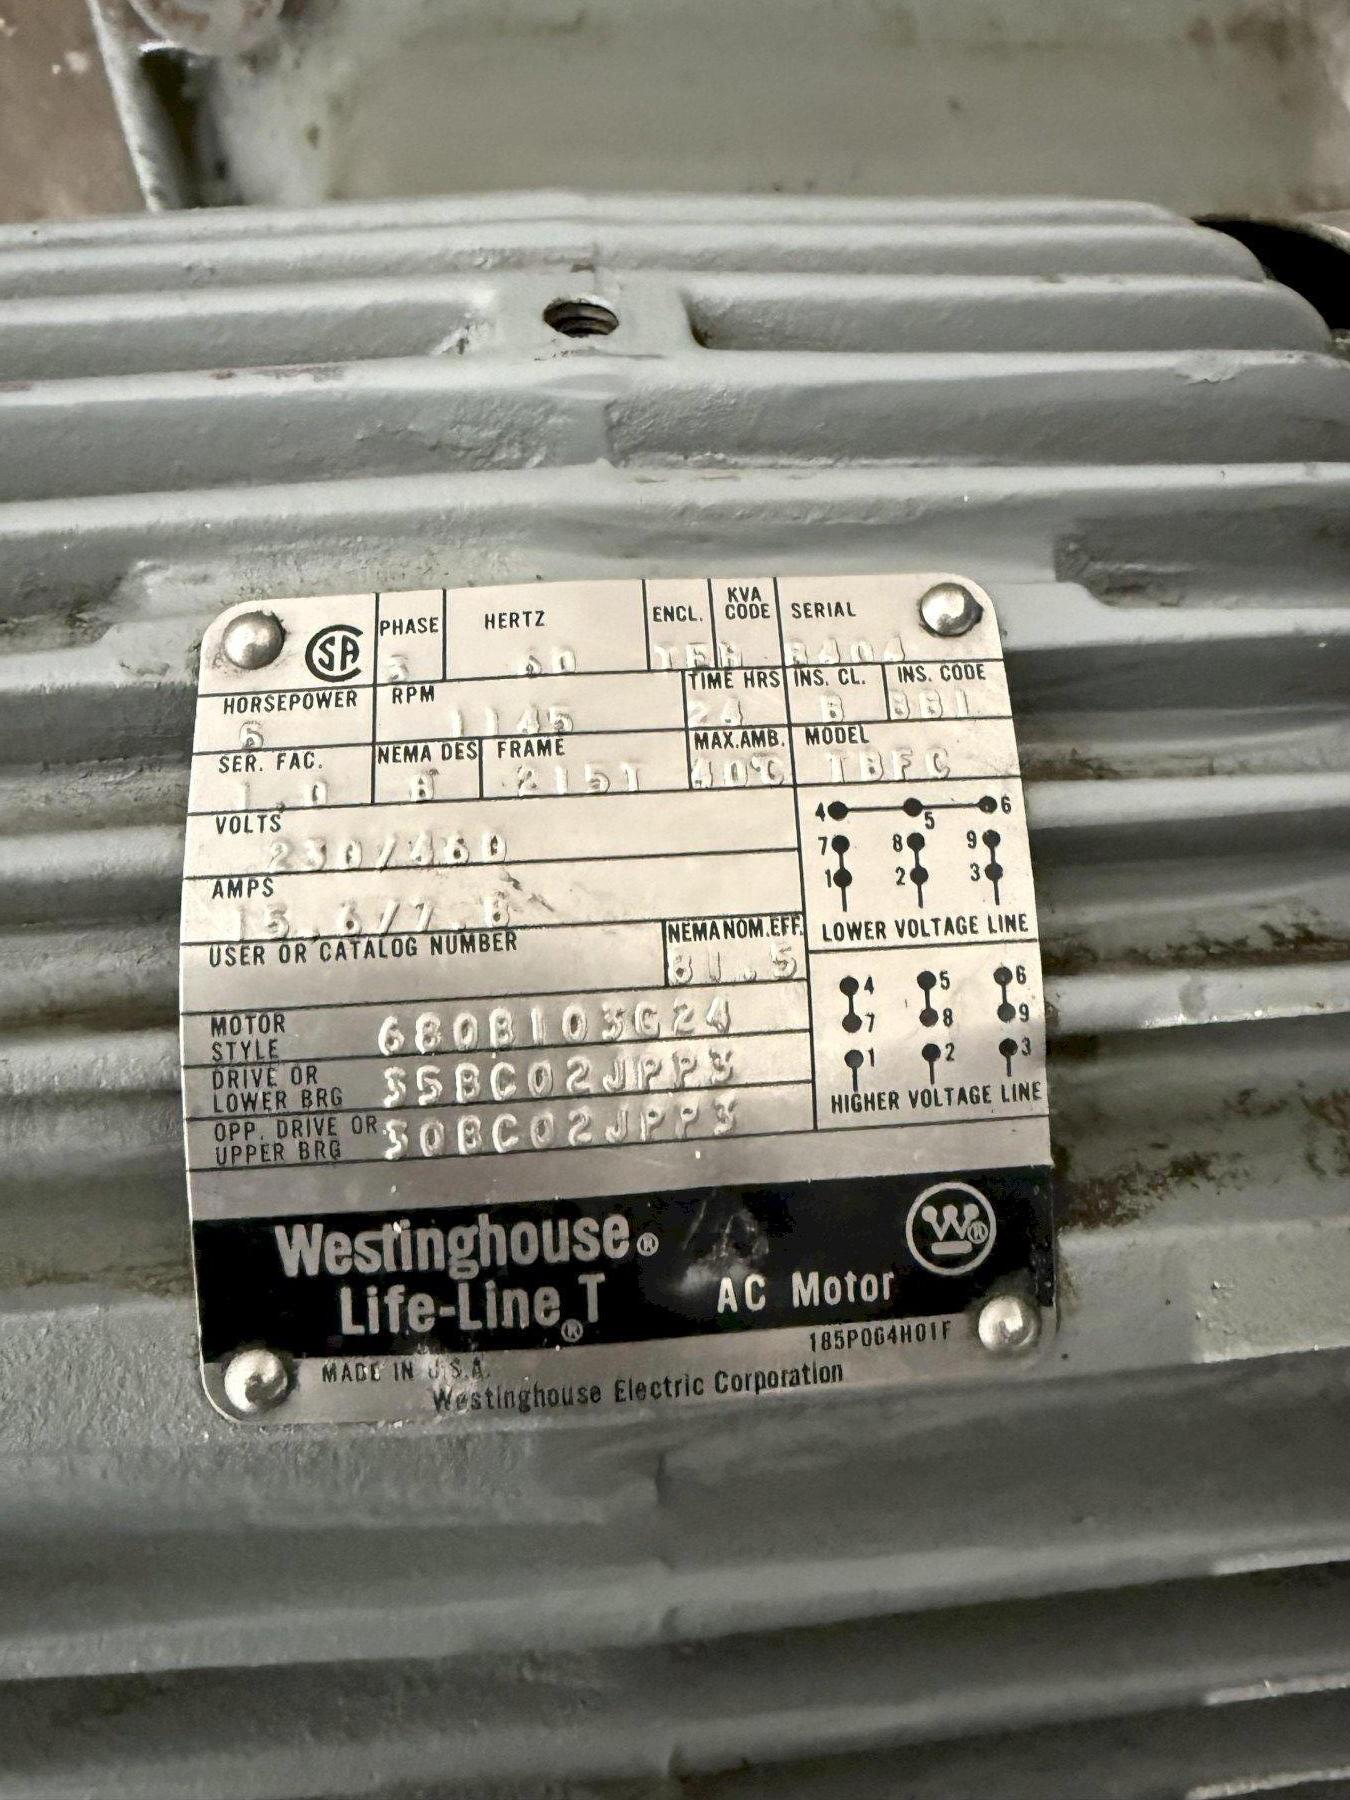 SA
PHASE HERTZ ENCL. KVA CODE SERIAL
3 60 8404
HORSEPOWER RPM TIME HRS INS. CL. INS. CODE
1145 24 B BB1
SER. FAC. NEMA DES FRAME MAX.AMB. MODEL
1.0 B 215T 40°C TBFC
VOLTS
230/460
AMPS
15.6/7.8
USER OR CATALOG NUMBER NEMA NOM.EFF.
81.5
MOTOR STYLE 680B103G24
DRIVE OR LOWER BRG 55BC02JPP3
OPP. DRIVE OR UPPER BRG 50BC02JPP3
4 5 6
7 8 9
1 2 3
LOWER VOLTAGE LINE
4 5 6
7 8 9
1 2 3
HIGHER VOLTAGE LINE
Westinghouse®
Life-Line® T AC Motor
W ®
185P064H01F
MADE IN U.S.A.
Westinghouse Electric Corporation